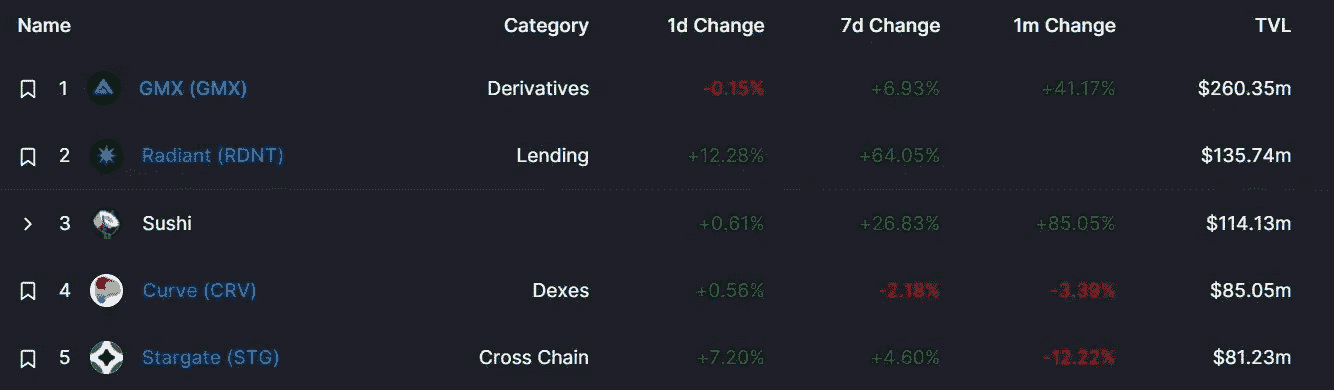 Name Category 1d Change 7d Change 1m Change TVL
1 GMX (GMX) Derivatives -0.15% +6.93% +41.17% $260.35m
2 Radiant (RDNT) Lending +12.28% +64.05% $135.74m
3 Sushi +0.61% +26.83% +85.05% $114.13m
4 Curve (CRV) Dexes +0.56% -2.18% -3.39% $85.05m
5 Stargate (STG) Cross Chain +7.20% +4.60% -12.22% $81.23m